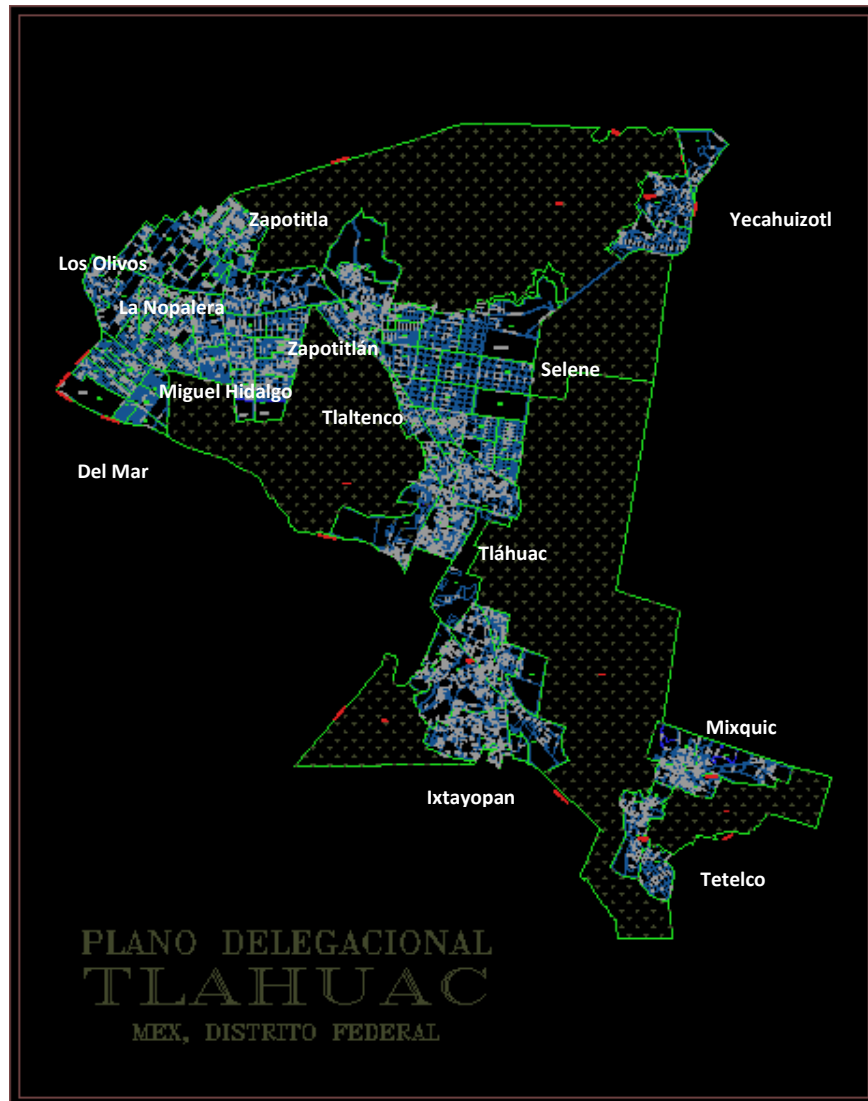 Zapotitla
Yecahuizotl
Los Olivos
La Nopalera
Zapotitlán
Selene
Miguel Hidalgo
Tlaltenco
Del Mar
Tláhuac
Mixquic
Ixtayopan
Tetelco
PLANO DELEGACIONAL
TLAHUAC
MEX, DISTRITO FEDERAL